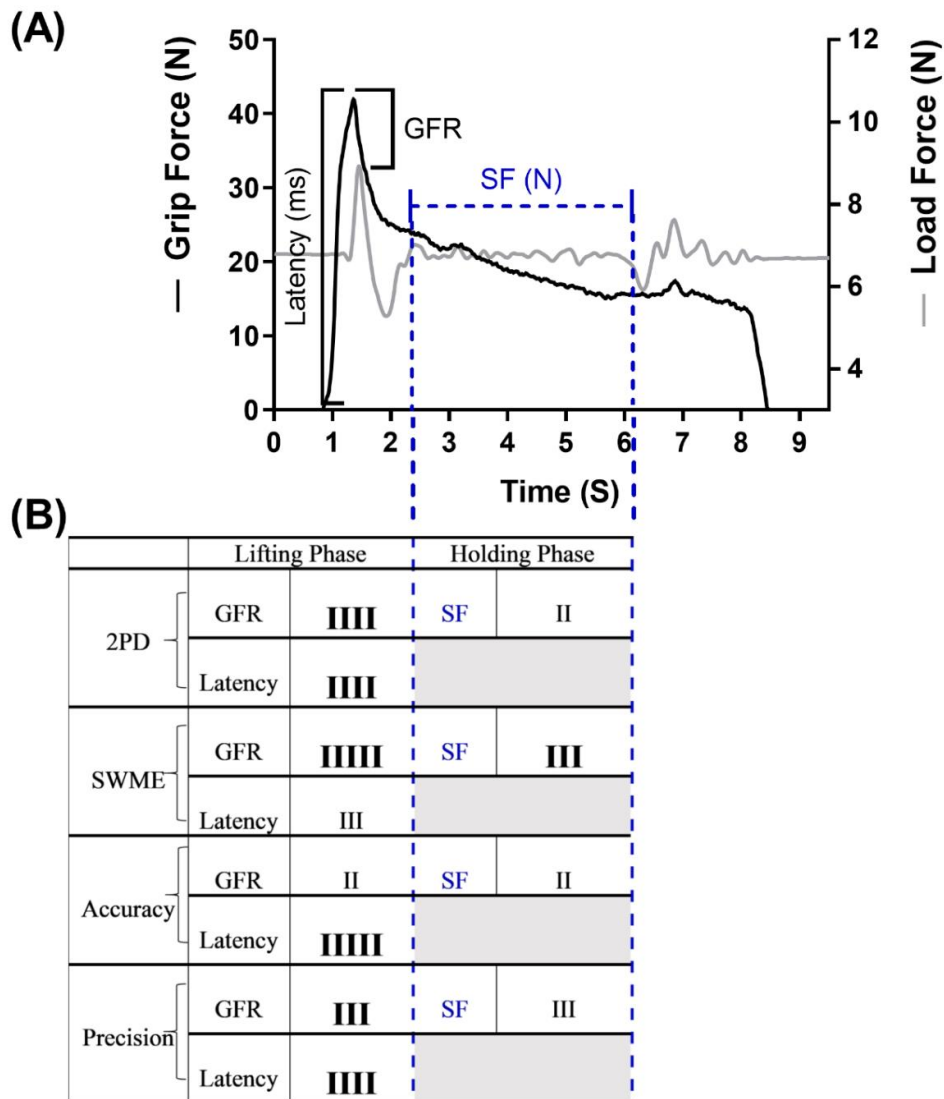 (A)
50
40
30
20
10
0
Grip Force (N)
Latency (ms)
GFR
SF (N)
12
10
8
6
4
Load Force (N)
0 1 2 3 4 5 6 7 8 9
Time (S)
(B)
Lifting Phase Holding Phase
2PD GFR IIII SF II
Latency IIII
SWME GFR IIIII SF III
Latency III
Accuracy GFR II SF II
Latency IIIII
Precision GFR III SF III
Latency IIII